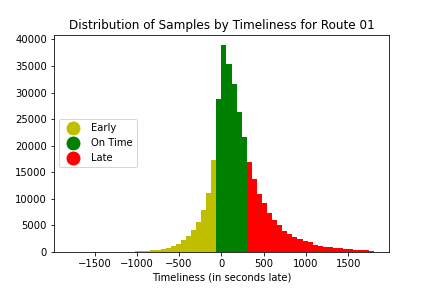 Distribution of Samples by Timeliness for Route 01
40000
35000
30000
25000
20000
15000
10000
5000
0
Early
On Time
Late
−1500 −1000 −500 0 500 1000 1500
Timeliness (in seconds late)